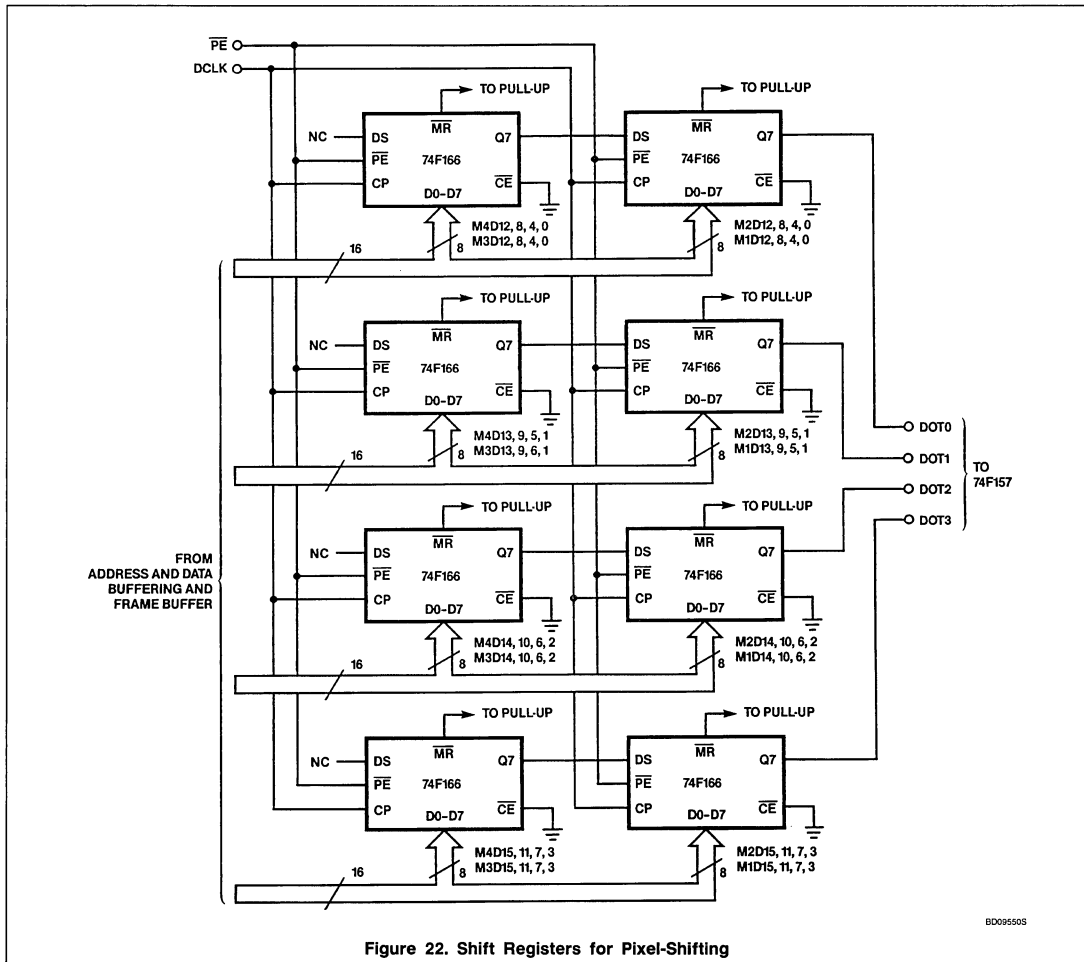 PE
DCLK
TO PULL-UP
TO PULL-UP
NC
DS
MR
Q7
PE
74F166
CP
CE
D0-D7
DS
MR
Q7
PE
74F166
CP
CE
D0-D7
M4D12, 8, 4, 0
M3D12, 8, 4, 0
8
M2D12, 8, 4, 0
M1D12, 8, 4, 0
8
16
TO PULL-UP
TO PULL-UP
NC
DS
MR
Q7
PE
74F166
CP
CE
D0-D7
DS
MR
Q7
PE
74F166
CP
CE
D0-D7
M4D13, 9, 5, 1
M3D13, 9, 6, 1
8
M2D13, 9, 5, 1
M1D13, 9, 5, 1
8
16
DOT0
DOT1
DOT2
DOT3
TO
74F157
TO PULL-UP
TO PULL-UP
NC
DS
MR
Q7
PE
74F166
CP
CE
D0-D7
DS
MR
Q7
PE
74F166
CP
CE
D0-D7
FROM
ADDRESS AND DATA
BUFFERING AND
FRAME BUFFER
M4D14, 10, 6, 2
M3D14, 10, 6, 2
8
M2D14, 10, 6, 2
M1D14, 10, 6, 2
8
16
TO PULL-UP
TO PULL-UP
NC
DS
MR
Q7
PE
74F166
CP
CE
D0-D7
DS
MR
Q7
PE
74F166
CP
CE
D0-D7
M4D15, 11, 7, 3
M3D15, 11, 7, 3
8
M2D15, 11, 7, 3
M1D15, 11, 7, 3
8
16
BD09550S
Figure 22. Shift Registers for Pixel-Shifting